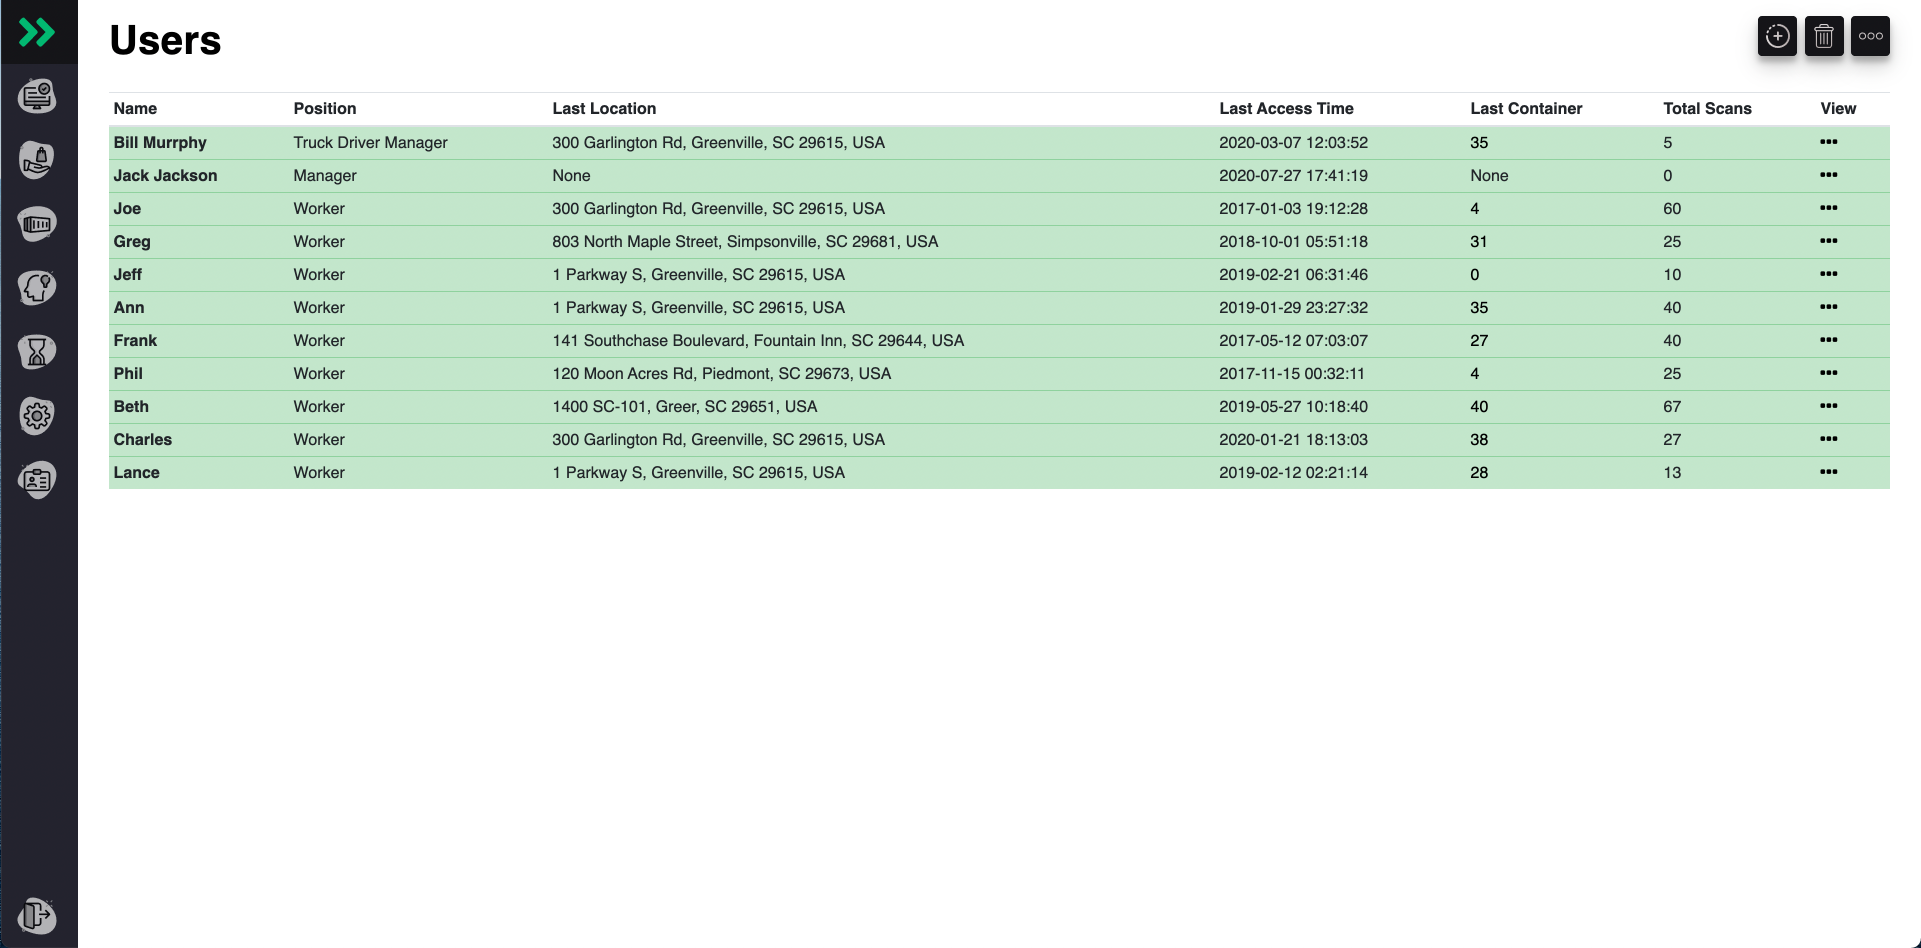 Users
Name Position Last Location Last Access Time Last Container Total Scans View
Bill Murrphy Truck Driver Manager 300 Garlington Rd, Greenville, SC 29615, USA 2020-03-07 12:03:52 35 5 •••
Jack Jackson Manager None 2020-07-27 17:41:19 None 0 •••
Joe Worker 300 Garlington Rd, Greenville, SC 29615, USA 2017-01-03 19:12:28 4 60 •••
Greg Worker 803 North Maple Street, Simpsonville, SC 29681, USA 2018-10-01 05:51:18 31 25 •••
Jeff Worker 1 Parkway S, Greenville, SC 29615, USA 2019-02-21 06:31:46 0 10 •••
Ann Worker 1 Parkway S, Greenville, SC 29615, USA 2019-01-29 23:27:32 35 40 •••
Frank Worker 141 Southchase Boulevard, Fountain Inn, SC 29644, USA 2017-05-12 07:03:07 27 40 •••
Phil Worker 120 Moon Acres Rd, Piedmont, SC 29673, USA 2017-11-15 00:32:11 4 25 •••
Beth Worker 1400 SC-101, Greer, SC 29651, USA 2019-05-27 10:18:40 40 67 •••
Charles Worker 300 Garlington Rd, Greenville, SC 29615, USA 2020-01-21 18:13:03 38 27 •••
Lance Worker 1 Parkway S, Greenville, SC 29615, USA 2019-02-12 02:21:14 28 13 •••